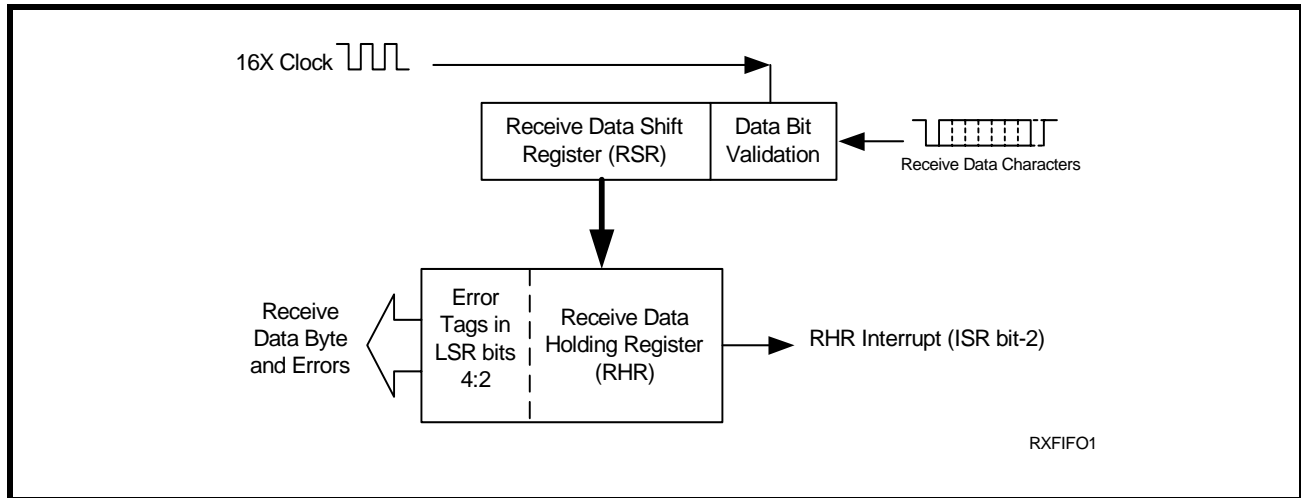 16X Clock
Receive Data Shift
Register (RSR)
Data Bit
Validation
Receive Data Characters
Receive
Data Byte
and Errors
Error
Tags in
LSR bits
4:2
Receive Data
Holding Register
(RHR)
RHR Interrupt (ISR bit-2)
RXFIFO1